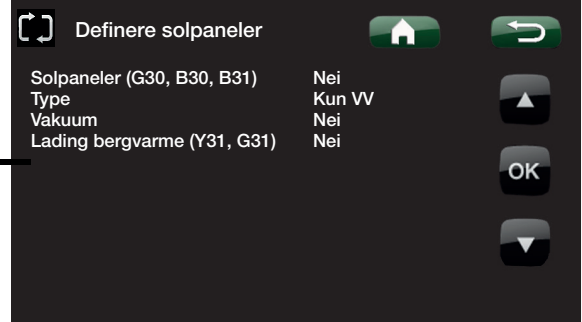 Definere solpaneler
Solpaneler (G30, B30, B31) Nei
Type Kun VV
Vakuum Nei
Lading bergvarme (Y31, G31) Nei
OK